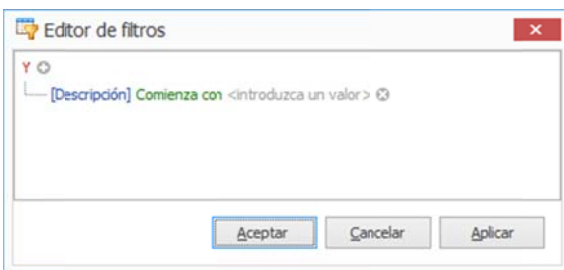 Editor de filtros
Y
[Descripción] Comienza con <introduzca un valor>
Aceptar Cancelar Aplicar